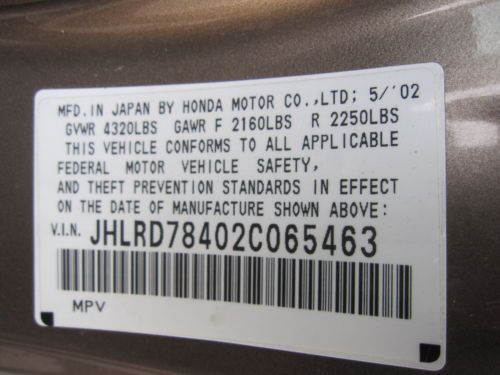 MFD.IN JAPAN BY HONDA MOTOR CO.,LTD; 5/'02
GVWR 4320LBS GAWR F 2160LBS R 2250LBS
THIS VEHICLE CONFORMS TO ALL APPLICABLE
FEDERAL MOTOR VEHICLE SAFETY,
AND THEFT PREVENTION STANDARDS IN EFFECT
ON THE DATE OF MANUFACTURE SHOWN ABOVE:
V.I.N. JHLRD78402C065463
MPV